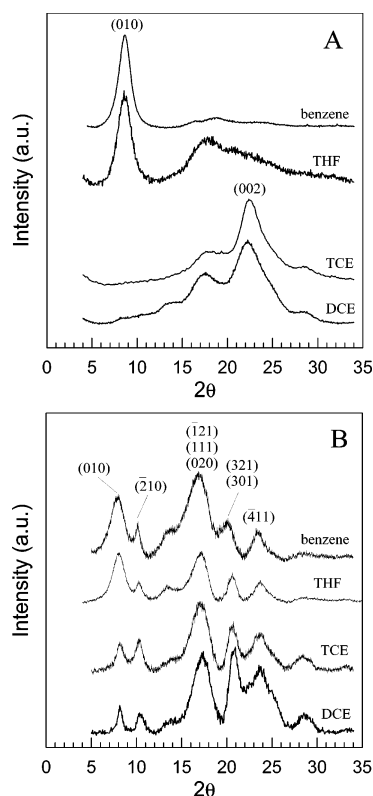 A
(010)
benzene
THF
(002)
TCE
DCE
Intensity (a.u.)
0 5 10 15 20 25 30 35
2θ
B
(010)
(2̄10)
(1̄21)
(111)
(020)
(321)
(301)
(4̄11)
benzene
THF
TCE
DCE
Intensity (a.u.)
0 5 10 15 20 25 30 35
2θ